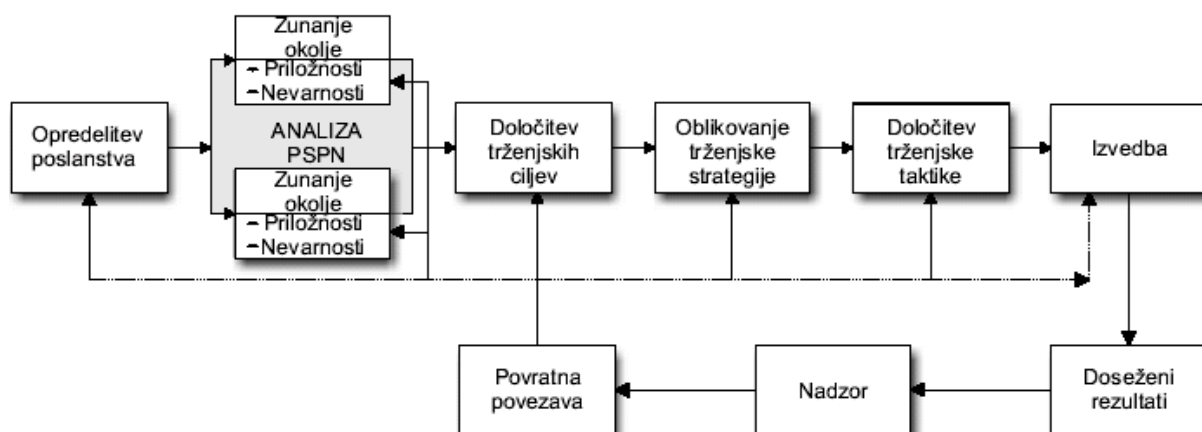 Zunanje
okolje
- Priložnosti
- Nevarnosti
Opredelitev
poslanstva
ANALIZA
PSPN
Zunanje
okolje
- Priložnosti
- Nevarnosti
Določitev
trženjskih
ciljev
Oblikovanje
trženjske
strategije
Določitev
trženjske
taktike
Izvedba
Povratna
povezava
Nadzor
Doseženi
rezultati